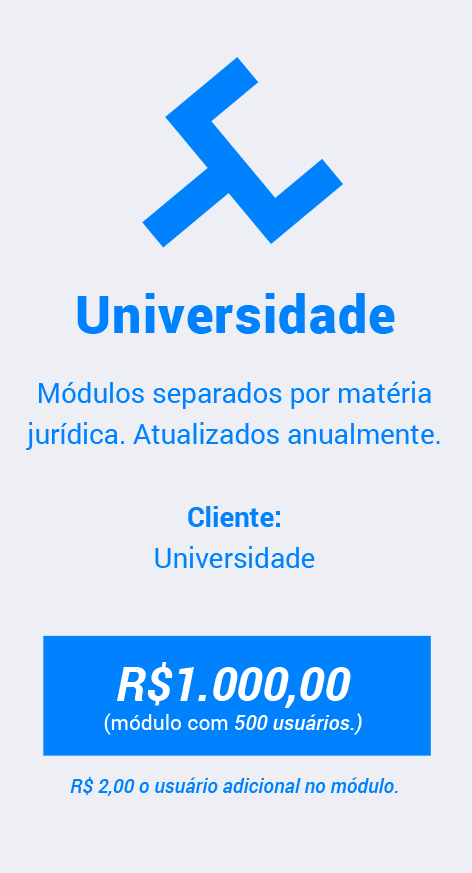 Universidade
Módulos separados por matéria
jurídica. Atualizados anualmente.
Cliente:
Universidade
R$1.000,00
(módulo com 500 usuários.)
R$ 2,00 o usuário adicional no módulo.